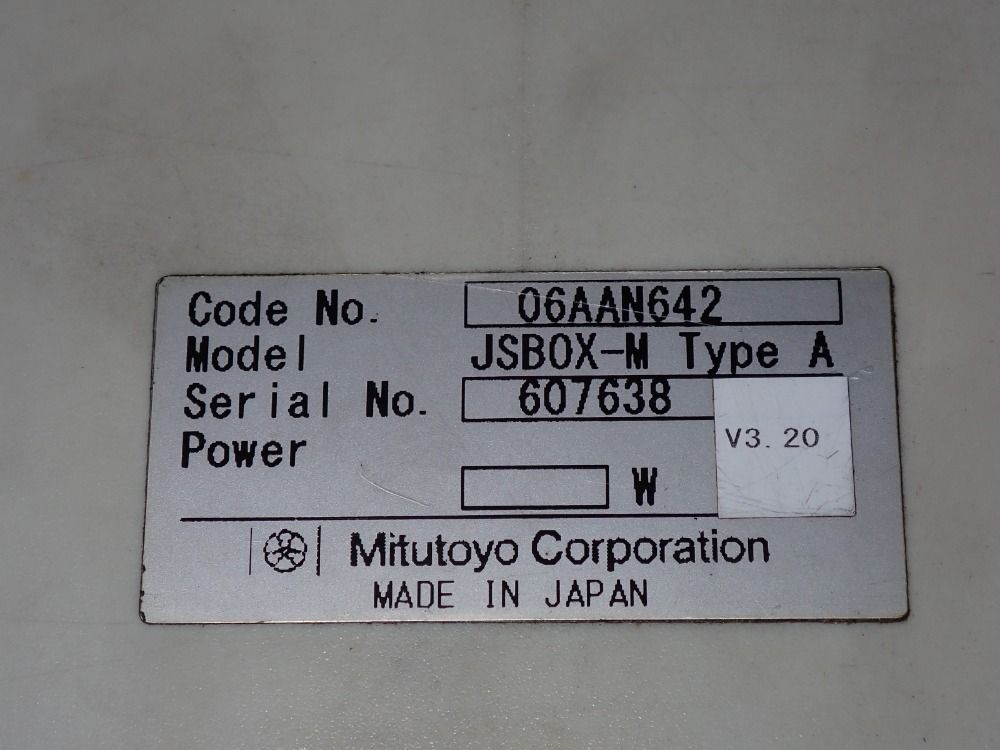 Code No. 06AAN642
Model JSBOX-M Type A
Serial No. 607638
Power
V3.20
W
Mitutoyo Corporation
MADE IN JAPAN